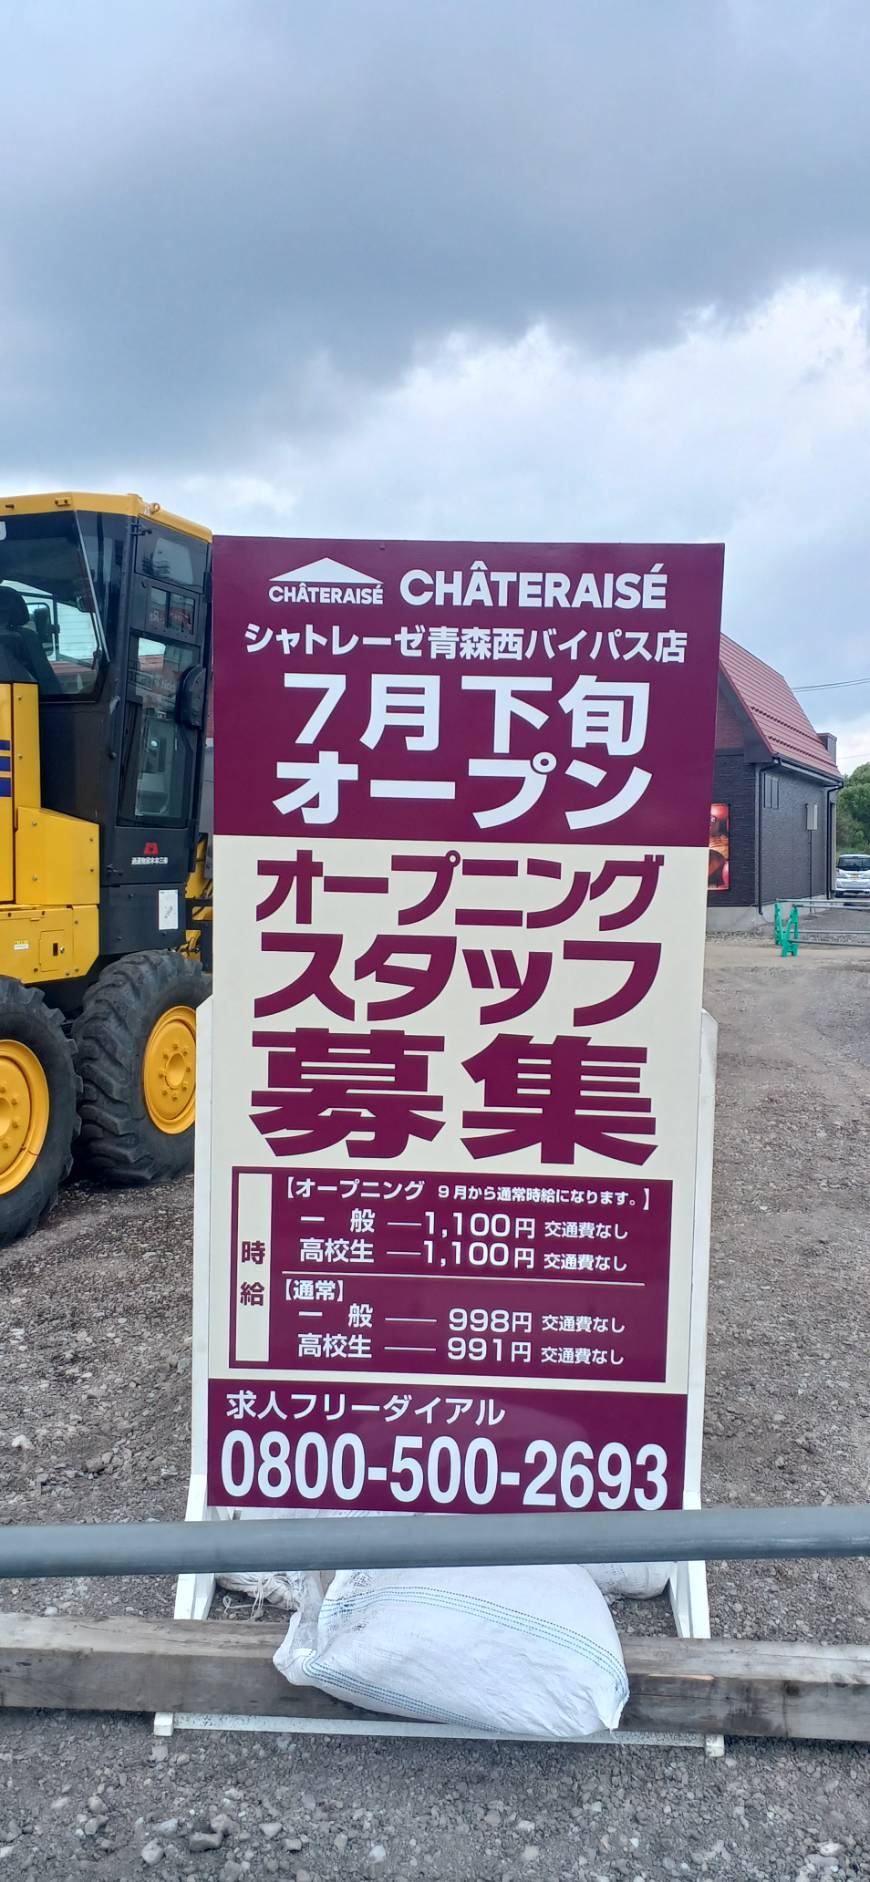 CHÂTERAISÉ CHÂTERAISÉ
シャトレーゼ青森西バイパス店
7月下旬
オープン
オープニング
スタッフ
募集
時給
【オープニング 9月から通常時給になります。】
一般 ― 1,100円 交通費なし
高校生 ― 1,100円 交通費なし
【通常】
一般 ― 998円 交通費なし
高校生 ― 991円 交通費なし
求人フリーダイアル
0800-500-2693